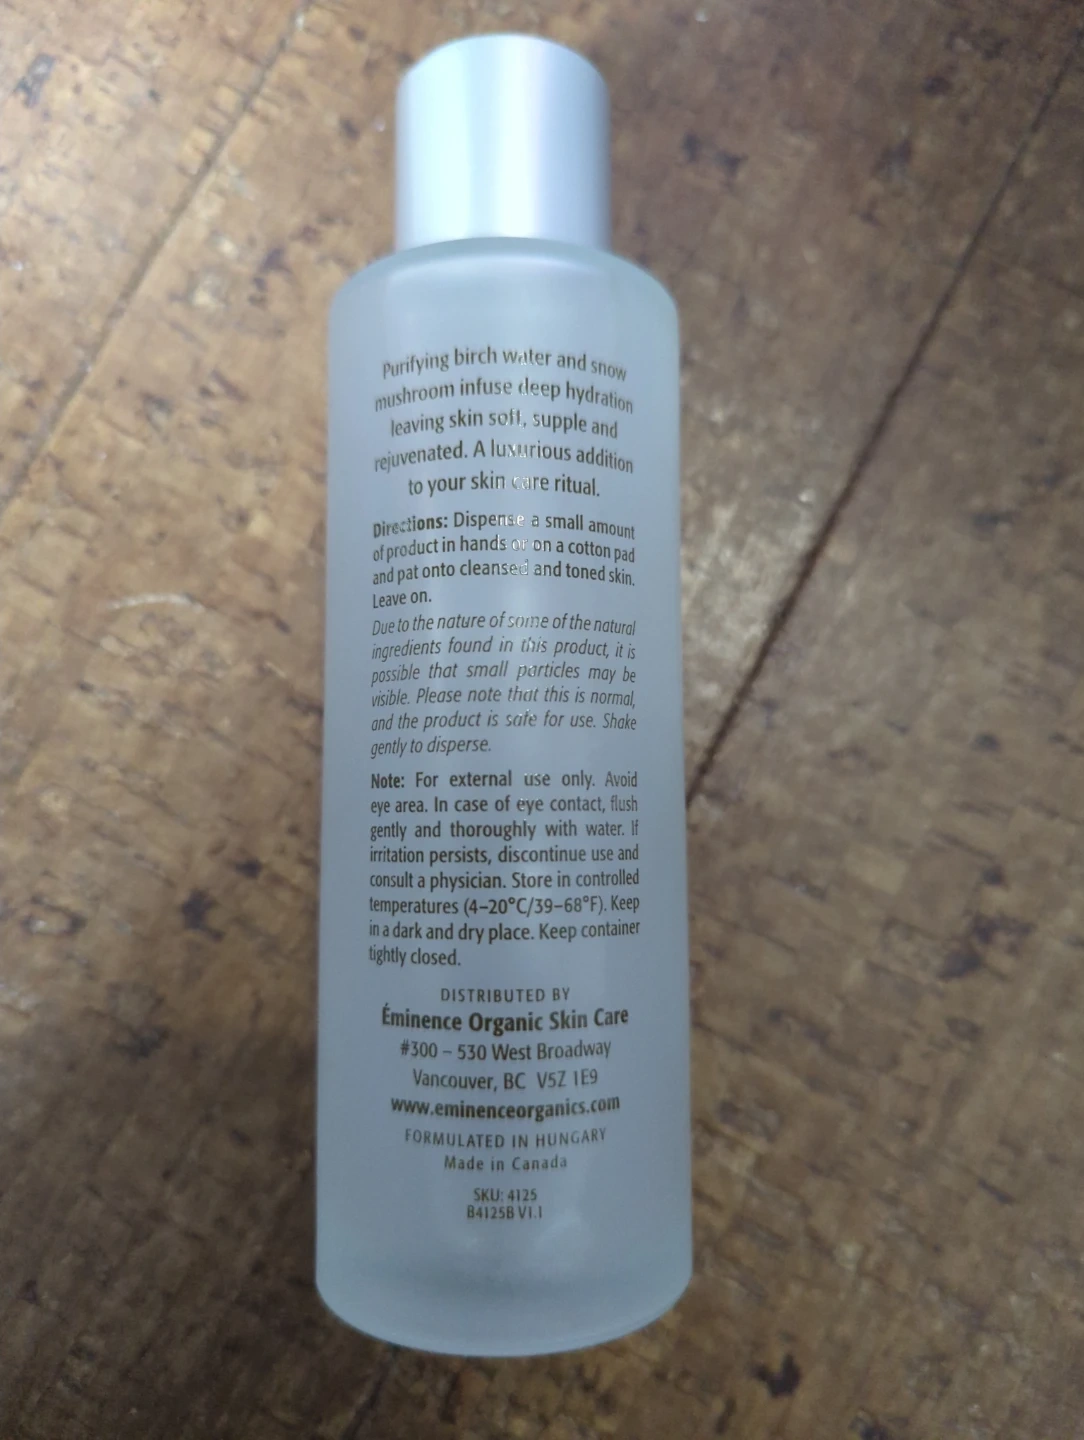 Purifying birch water and snow
mushroom infuse deep hydration
leaving skin soft, supple and
rejuvenated. A luxurious addition
to your skin care ritual.
Directions: Dispense a small amount
of product in hands or on a cotton pad
and pat onto cleansed and toned skin.
Leave on.
Due to the nature of some of the natural
ingredients found in this product, it is
possible that small particles may be
visible. Please note that this is normal,
and the product is safe for use. Shake
gently to disperse.
Note: For external use only. Avoid
eye area. In case of eye contact, flush
gently and thoroughly with water. If
irritation persists, discontinue use and
consult a physician. Store in controlled
temperatures (4–20°C/39–68°F). Keep
in a dark and dry place. Keep container
tightly closed.
DISTRIBUTED BY
Éminence Organic Skin Care
#300 – 530 West Broadway
Vancouver, BC V5Z 1E9
www.eminenceorganics.com
FORMULATED IN HUNGARY
Made in Canada
SKU: 4125
B4125B V1.1